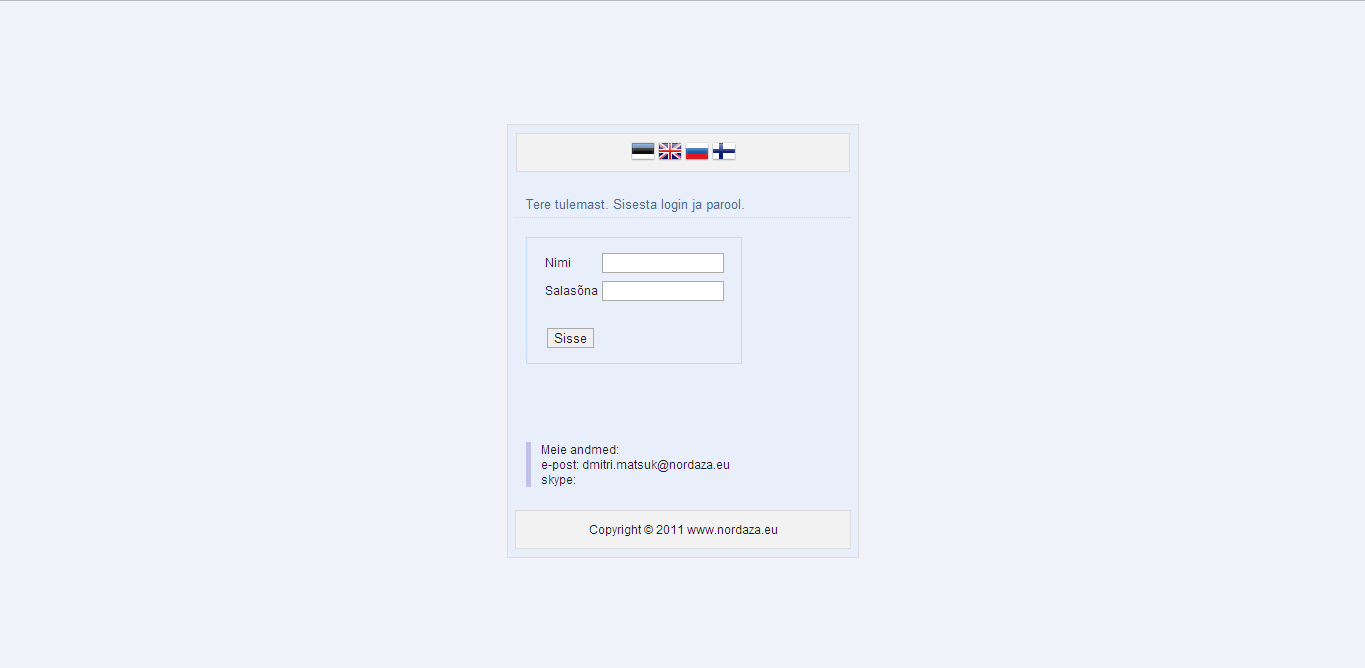 Tere tulemast. Sisesta login ja parool.
Nimi
Salasõna
Sisse
Meie andmed:
e-post: dmitri.matsuk@nordaza.eu
skype:
Copyright © 2011 www.nordaza.eu